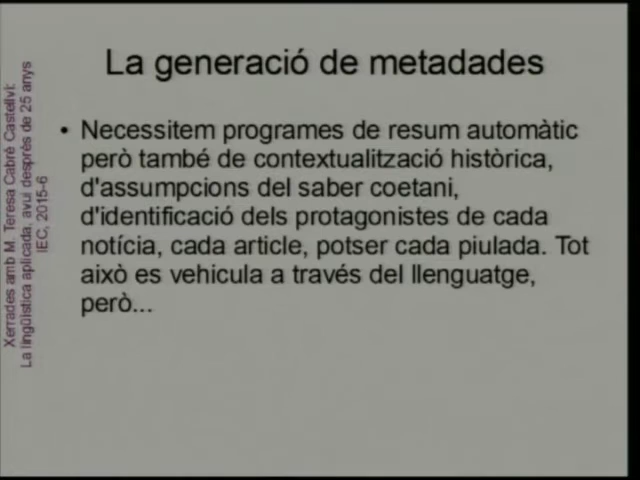 La generació de metadades
• Necessitem programes de resum automàtic
però també de contextualització històrica,
d'assumpcions del saber coetani,
d'identificació dels protagonistes de cada
notícia, cada article, potser cada piulada. Tot
això es vehicula a través del llenguatge,
però...
Xerrades amb M. Teresa Cabré Castellví:
La lingüística aplicada, avui després de 25 anys
IEC, 2015-6